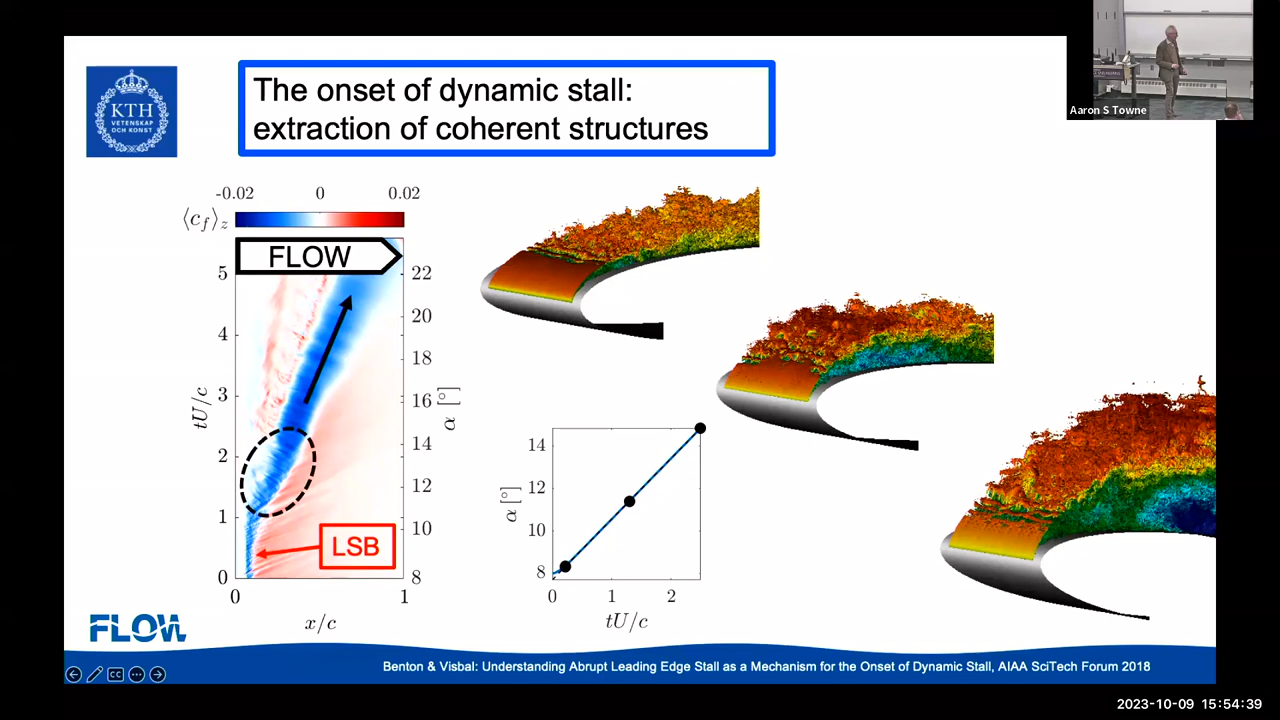 Aaron S Towne
KTH
VETENSKAP
OCH KONST
The onset of dynamic stall:
extraction of coherent structures
-0.02 0 0.02
⟨c_f⟩_z
FLOW
5 22
20
4
18
3 16
14
2
12
1 10
0 8
tU/c
α [°]
LSB
0 1
x/c
14
12
10
8
α [°]
0 1 2
tU/c
FLOW
Benton & Visbal: Understanding Abrupt Leading Edge Stall as a Mechanism for the Onset of Dynamic Stall, AIAA SciTech Forum 2018
CC
2023-10-09 15:54:39